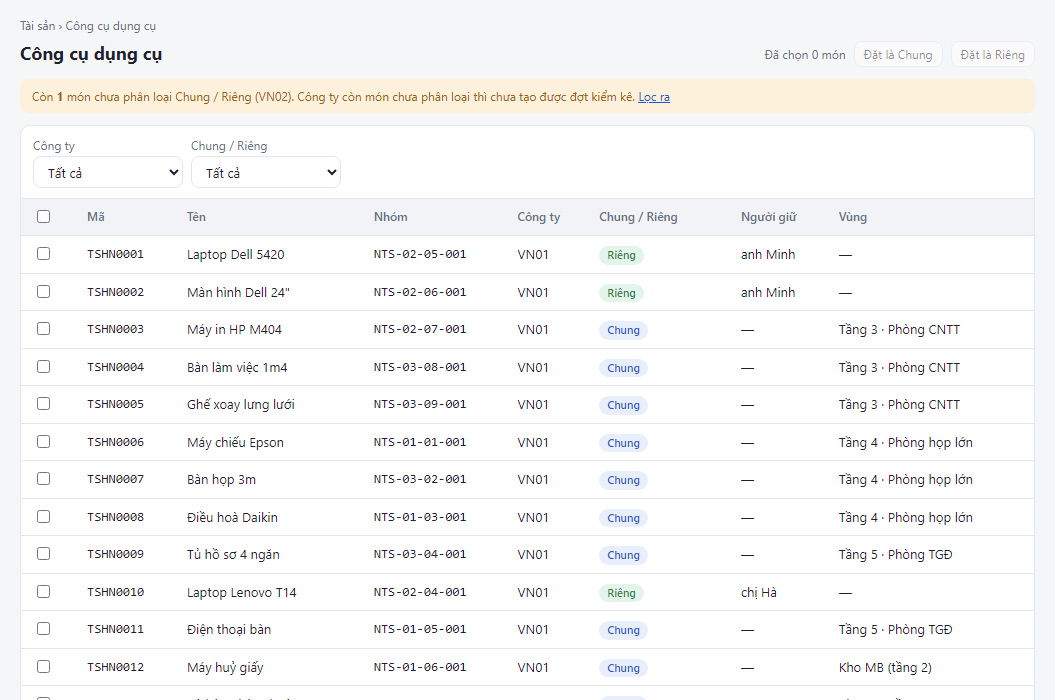 Tài sản › Công cụ dụng cụ
Công cụ dụng cụ
Đã chọn 0 món Đặt là Chung Đặt là Riêng
Còn 1 món chưa phân loại Chung / Riêng (VN02). Công ty còn món chưa phân loại thì chưa tạo được đợt kiểm kê. Lọc ra
Công ty Chung / Riêng
Tất cả Tất cả
Mã Tên Nhóm Công ty Chung / Riêng Người giữ Vùng
TSHN0001 Laptop Dell 5420 NTS-02-05-001 VN01 Riêng anh Minh —
TSHN0002 Màn hình Dell 24" NTS-02-06-001 VN01 Riêng anh Minh —
TSHN0003 Máy in HP M404 NTS-02-07-001 VN01 Chung — Tầng 3 · Phòng CNTT
TSHN0004 Bàn làm việc 1m4 NTS-03-08-001 VN01 Chung — Tầng 3 · Phòng CNTT
TSHN0005 Ghế xoay lưng lưới NTS-03-09-001 VN01 Chung — Tầng 3 · Phòng CNTT
TSHN0006 Máy chiếu Epson NTS-01-01-001 VN01 Chung — Tầng 4 · Phòng họp lớn
TSHN0007 Bàn họp 3m NTS-03-02-001 VN01 Chung — Tầng 4 · Phòng họp lớn
TSHN0008 Điều hoà Daikin NTS-01-03-001 VN01 Chung — Tầng 4 · Phòng họp lớn
TSHN0009 Tủ hồ sơ 4 ngăn NTS-03-04-001 VN01 Chung — Tầng 5 · Phòng TGĐ
TSHN0010 Laptop Lenovo T14 NTS-02-04-001 VN01 Riêng chị Hà —
TSHN0011 Điện thoại bàn NTS-01-05-001 VN01 Chung — Tầng 5 · Phòng TGĐ
TSHN0012 Máy huỷ giấy NTS-01-06-001 VN01 Chung — Kho MB (tầng 2)